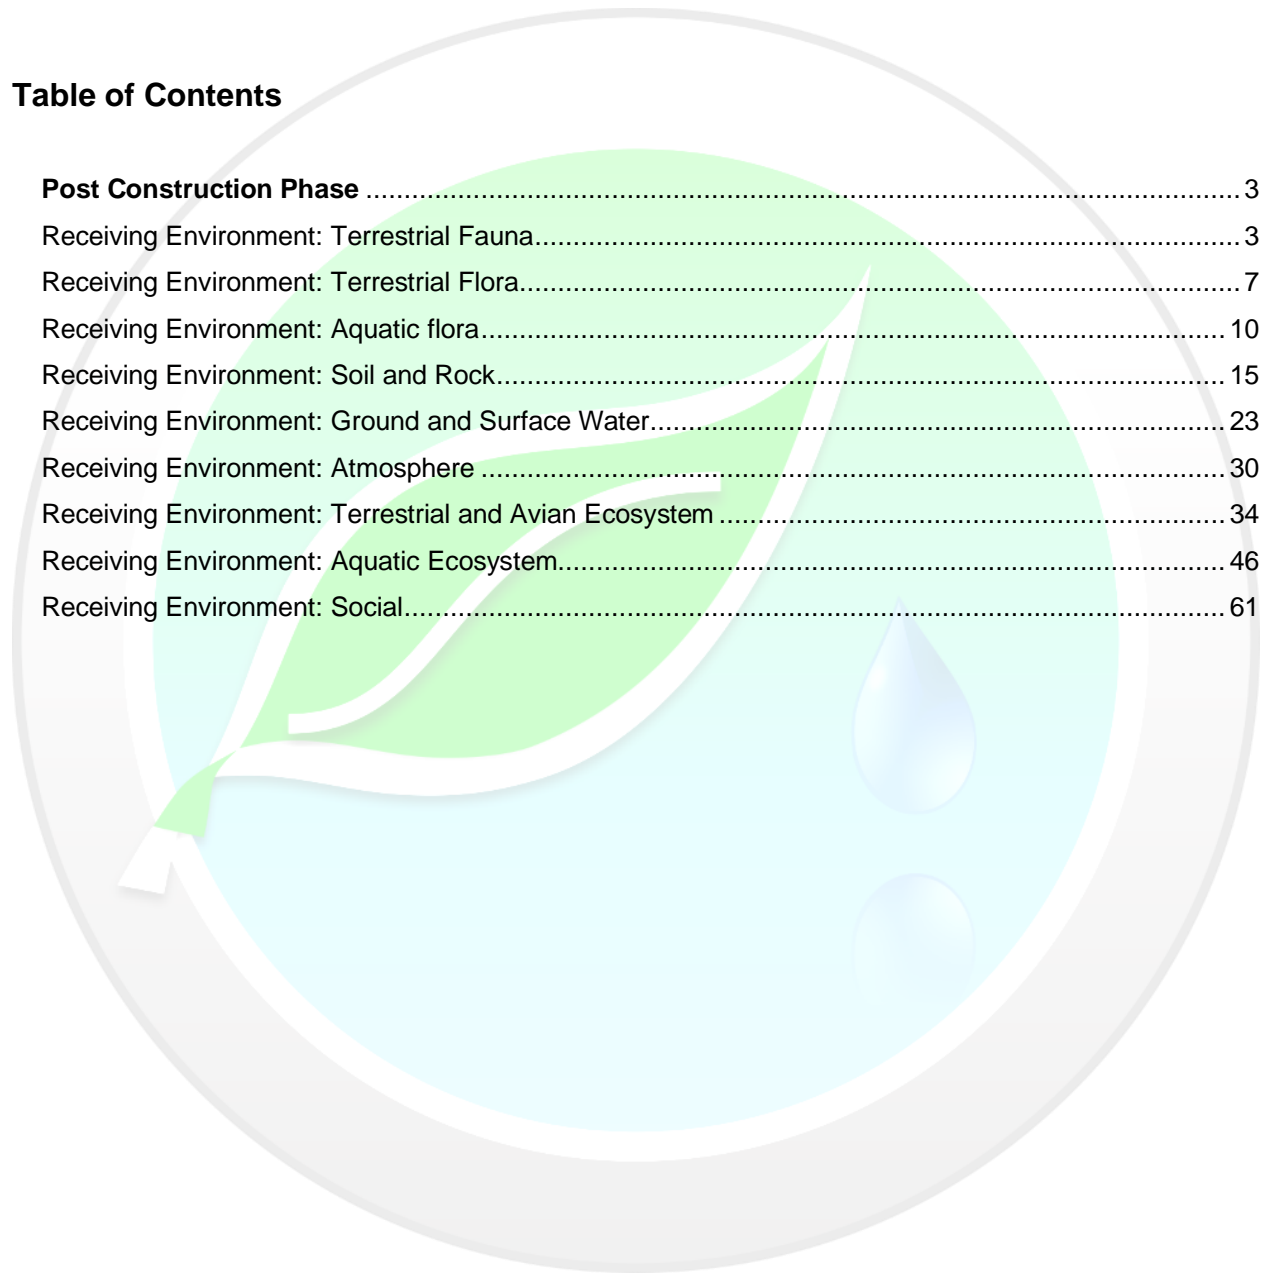 Table of Contents
Post Construction Phase ........................................................................................................................ 3
Receiving Environment: Terrestrial Fauna................................................................................................ 3
Receiving Environment: Terrestrial Flora.................................................................................................. 7
Receiving Environment: Aquatic flora..................................................................................................... 10
Receiving Environment: Soil and Rock................................................................................................... 15
Receiving Environment: Ground and Surface Water.............................................................................. 23
Receiving Environment: Atmosphere ..................................................................................................... 30
Receiving Environment: Terrestrial and Avian Ecosystem ..................................................................... 34
Receiving Environment: Aquatic Ecosystem........................................................................................... 46
Receiving Environment: Social................................................................................................................ 61